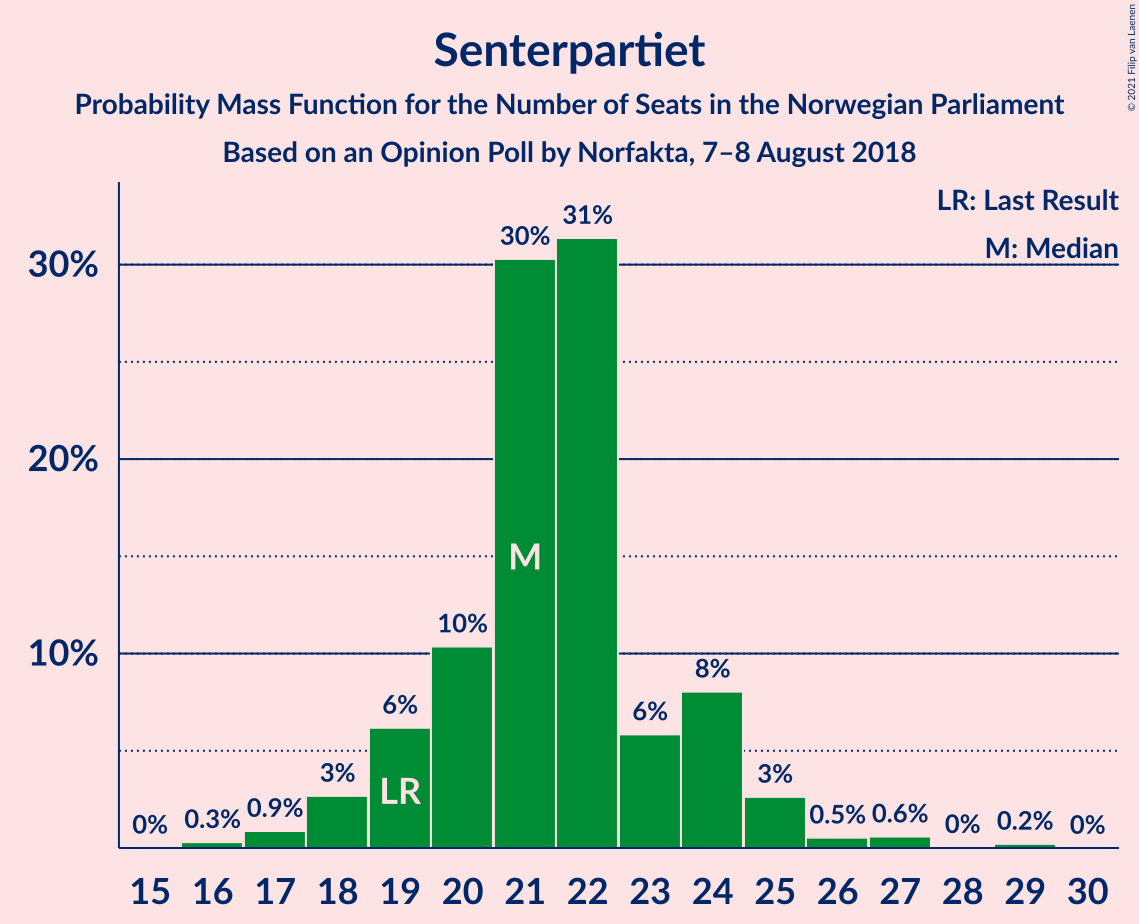 Senterpartiet
Probability Mass Function for the Number of Seats in the Norwegian Parliament
Based on an Opinion Poll by Norfakta, 7–8 August 2018
© 2021 Filip van Laenen
LR: Last Result
M: Median
30%
20%
10%
0%
0.3%
0.9%
3%
6%
10%
30%
31%
6%
8%
3%
0.5%
0.6%
0%
0.2%
0%
LR
M
15 16 17 18 19 20 21 22 23 24 25 26 27 28 29 30